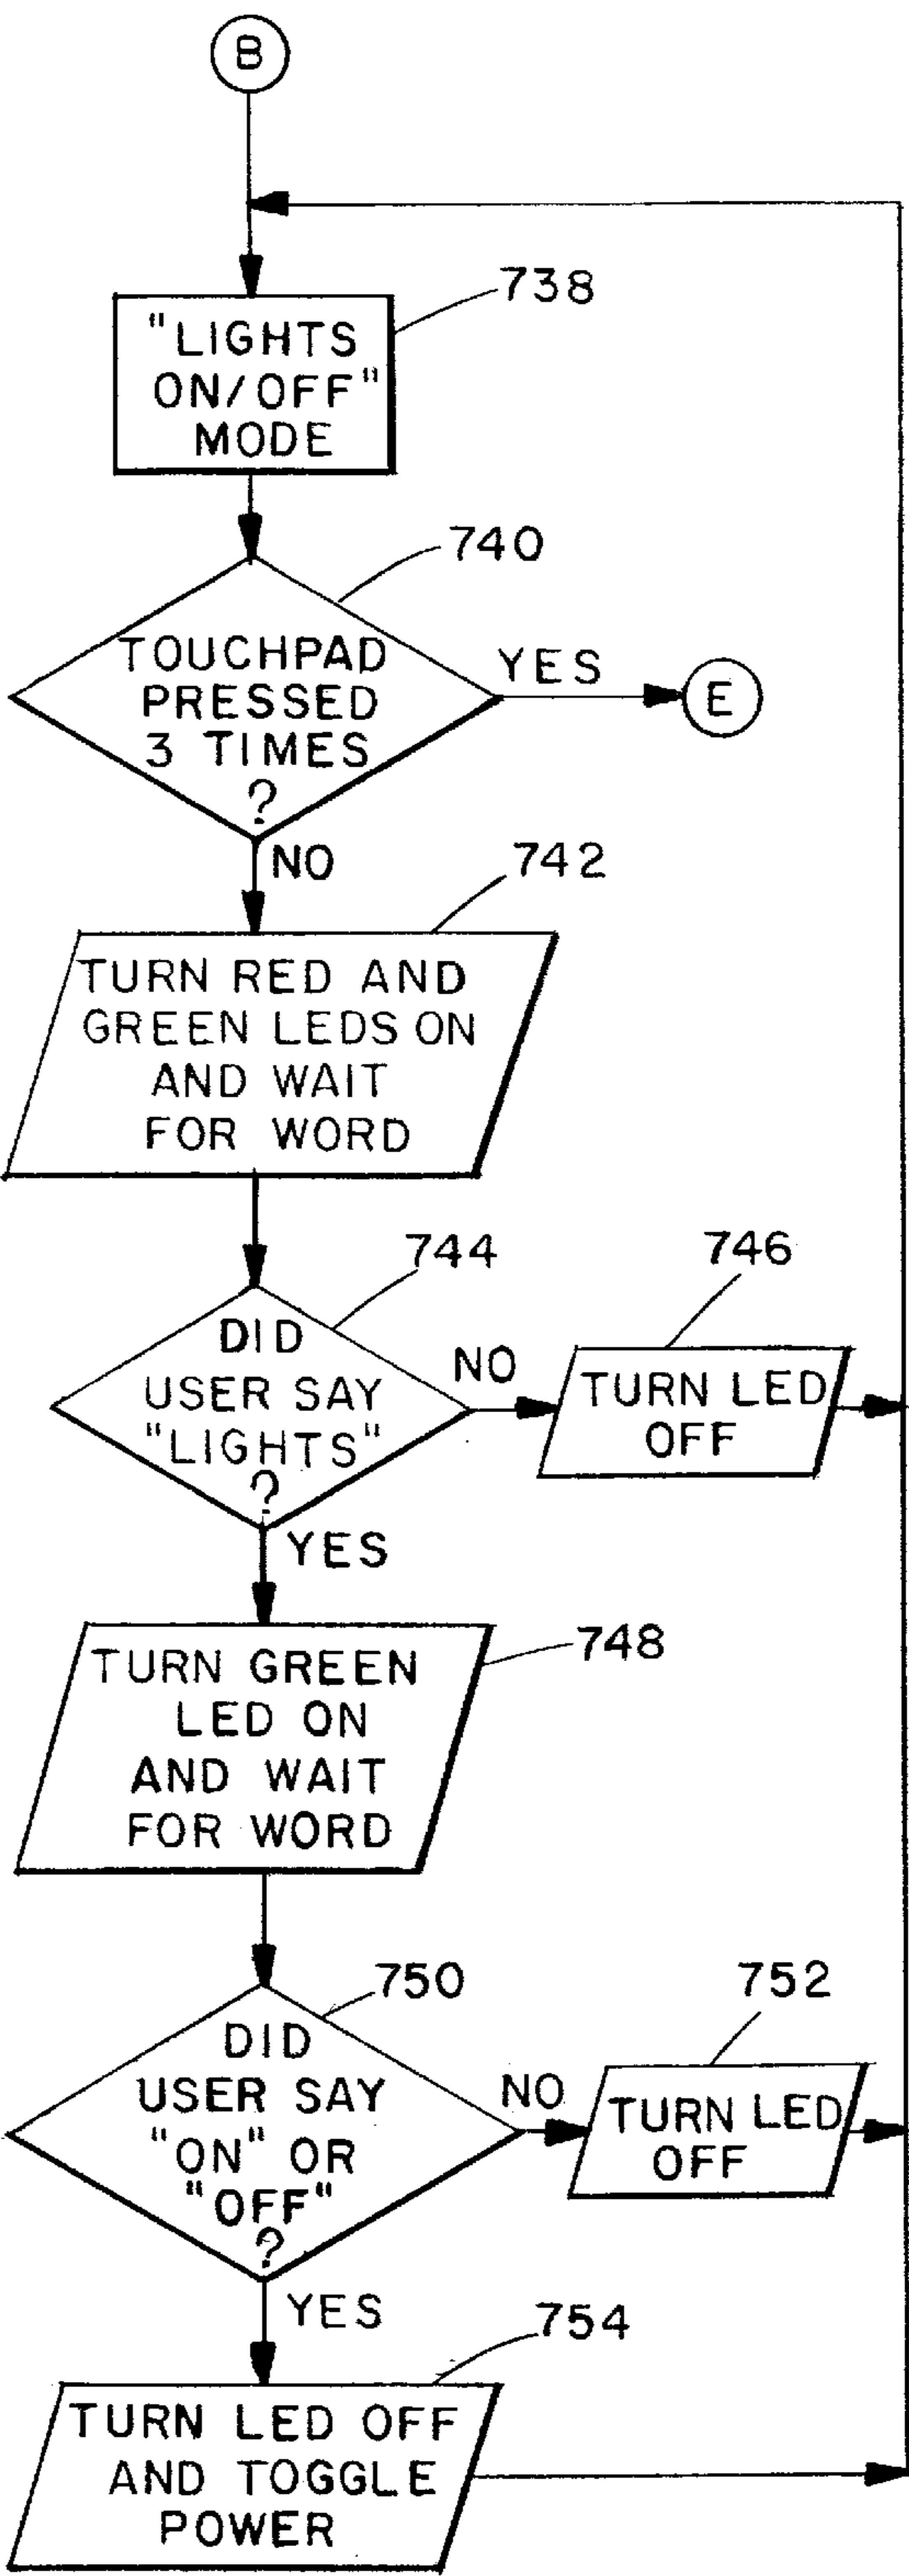 B
738
"LIGHTS
ON/OFF"
MODE
740
TOUCHPAD
PRESSED
3 TIMES
?
YES
E
NO
742
TURN RED AND
GREEN LEDS ON
AND WAIT
FOR WORD
744
746
DID
USER SAY
"LIGHTS"
?
NO
TURN LED
OFF
YES
748
TURN GREEN
LED ON
AND WAIT
FOR WORD
750
752
DID
USER SAY
"ON" OR
"OFF"
?
NO
TURN LED
OFF
YES
754
TURN LED OFF
AND TOGGLE
POWER